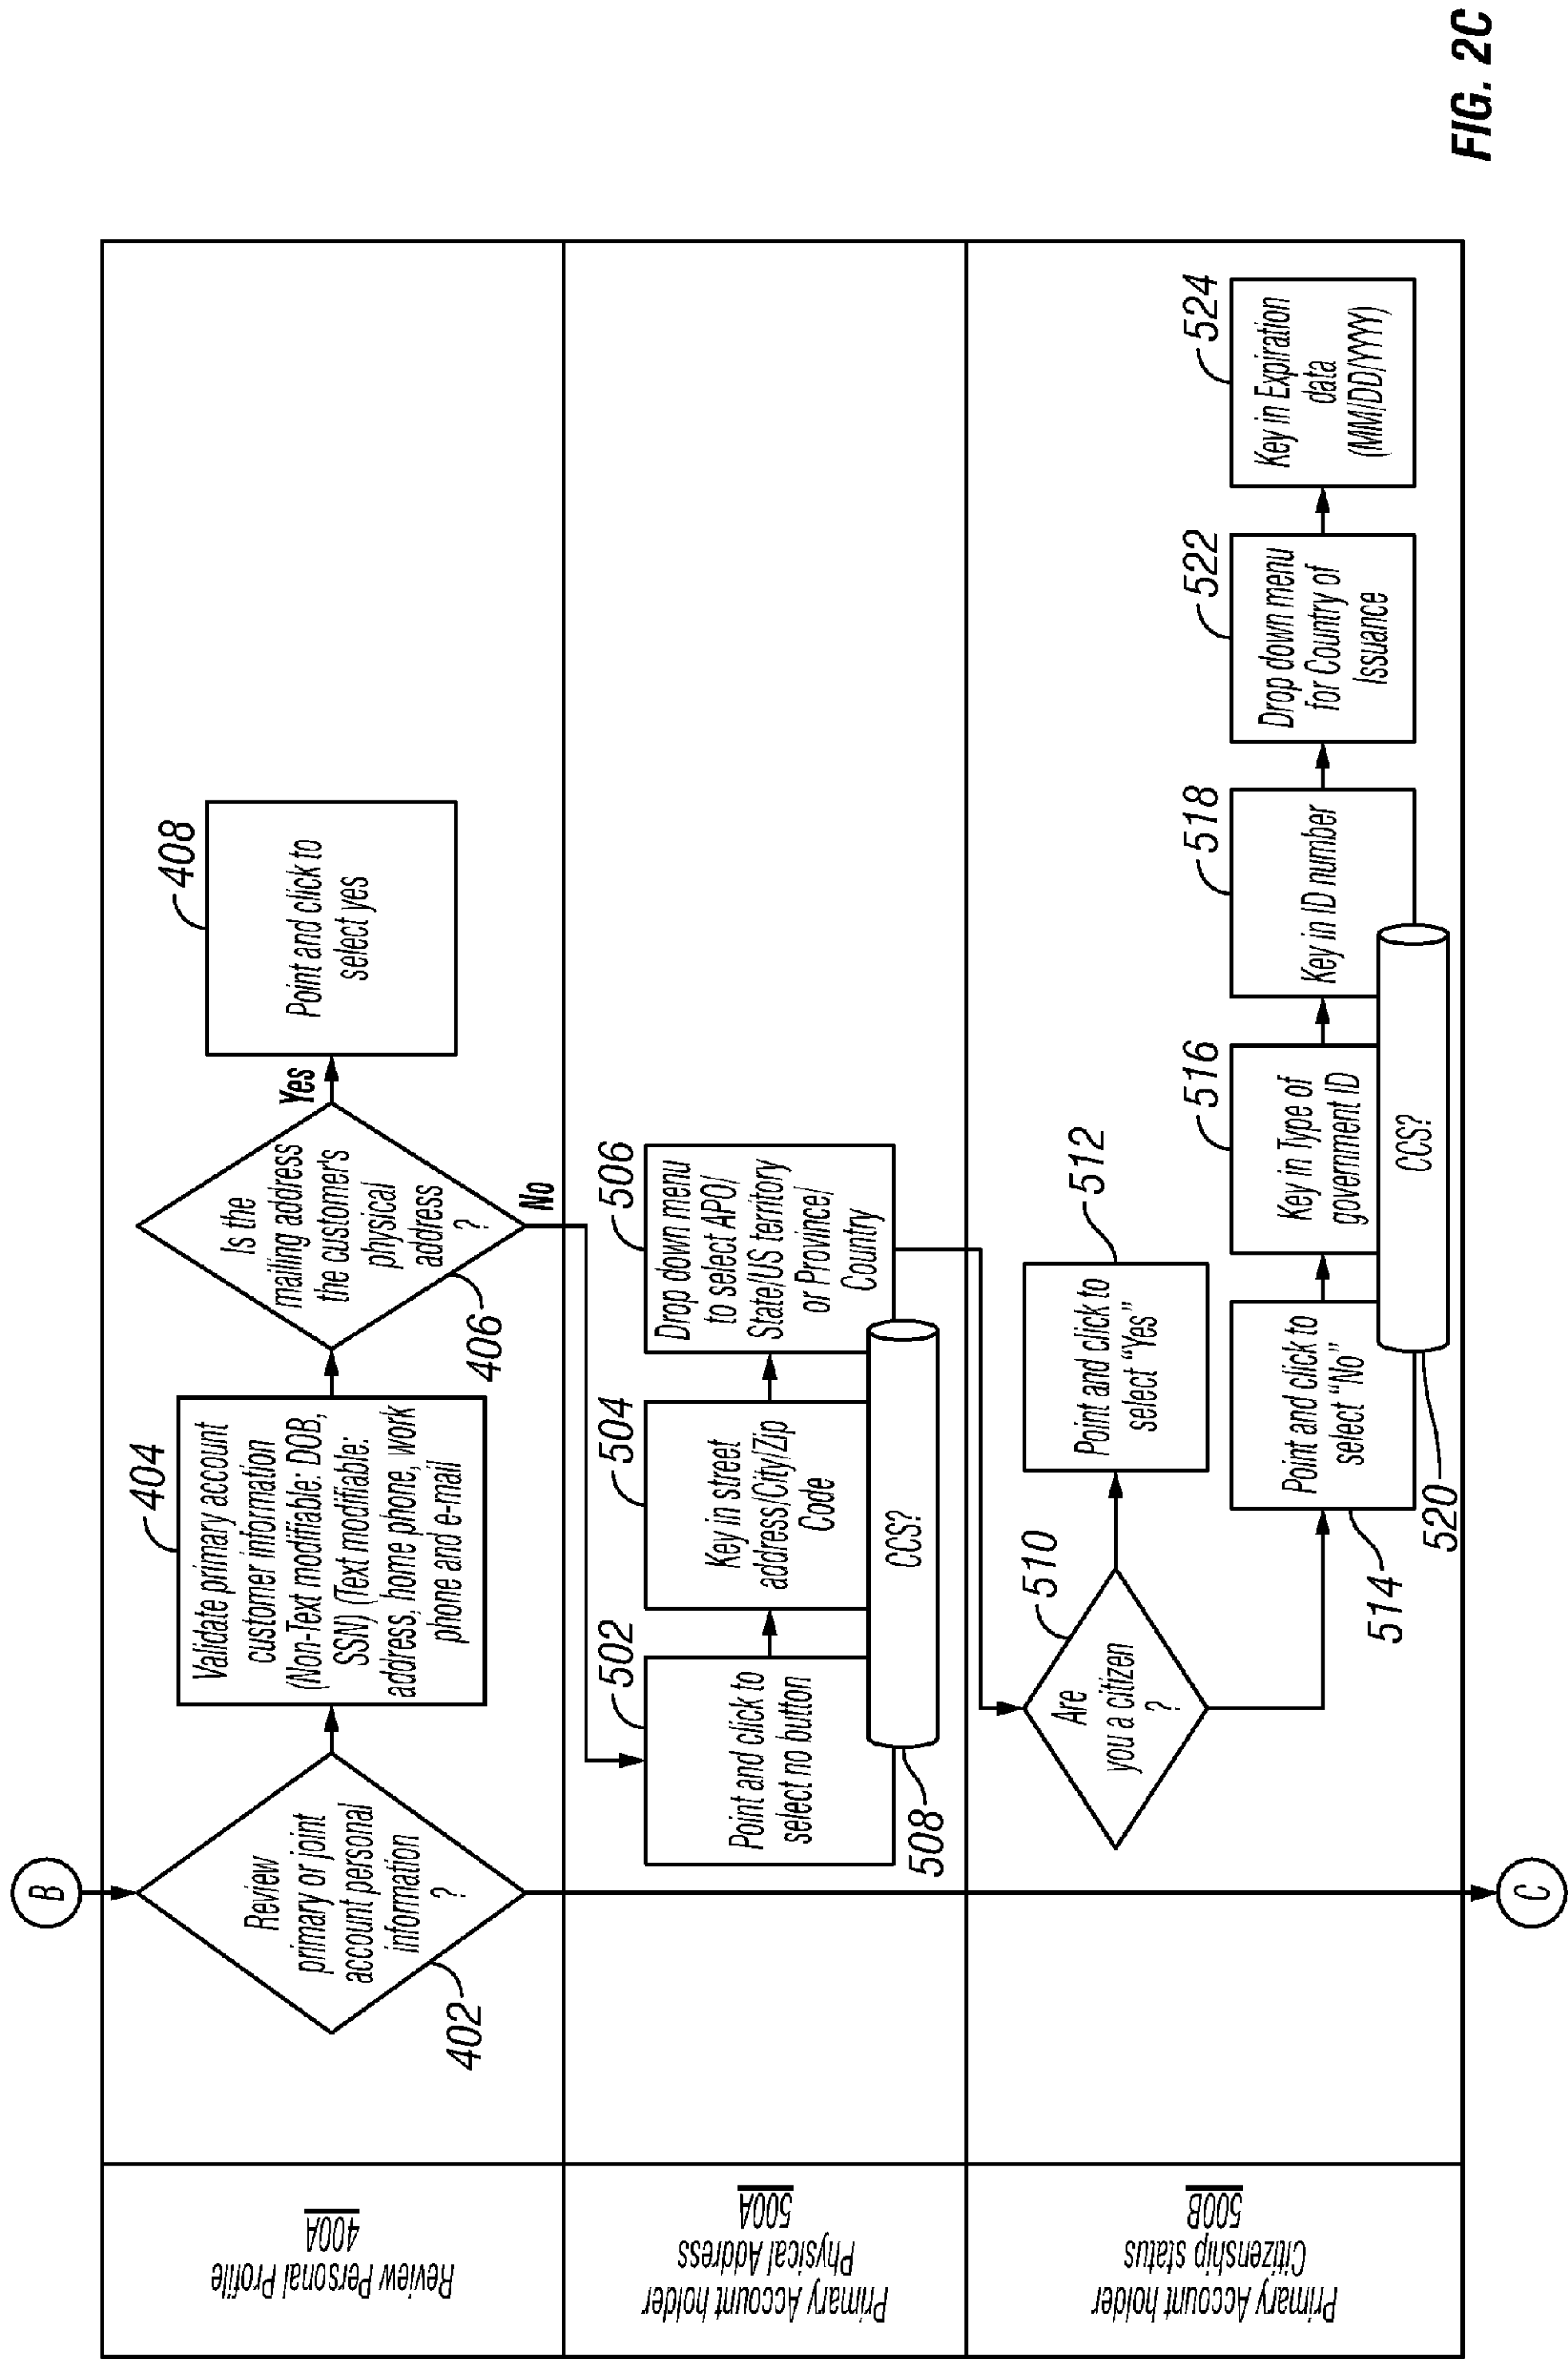 B
Review Personal Profile
400A
Review
primary or joint
account personal
information
?
402
404
Validate primary account
customer information
(Non-Text modifiable: DOB,
SSN) (Text modifiable:
address, home phone, work
phone and e-mail
Is the
mailing address
the customer's
physical
address
?
406
Yes
No
408
Point and click to
select yes
Primary Account holder
Physical Address
500A
502
Point and click to
select no button
504
Key in street
address/City/Zip
Code
506
Drop down menu
to select APO/
State/US territory
or Province/
Country
CCS?
508
Primary Account holder
Citizenship status
500B
510
Are
you a citizen
?
512
Point and click to
select “Yes”
Point and click to
select “No”
514
516
Key in Type of
government ID
518
Key in ID number
CCS?
520
522
Drop down menu
for Country of
Issuance
524
Key in Expiration
data
(MM/DD/YYYY)
C
FIG. 2C